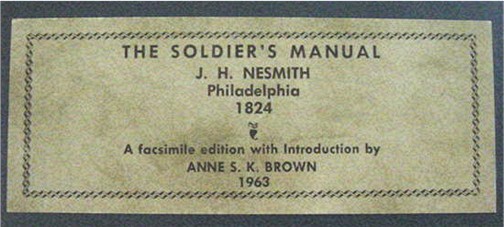 THE SOLDIER'S MANUAL
J. H. NESMITH
Philadelphia
1824
A facsimile edition with Introduction by
ANNE S. K. BROWN
1963